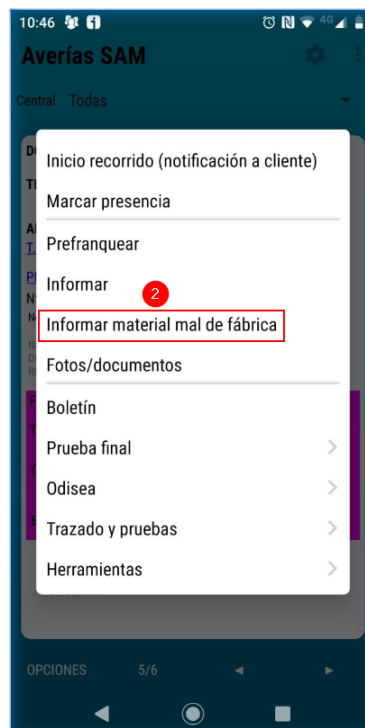 10:46
4G
Averías SAM
Central Todas
Inicio recorrido (notificación a cliente)
Marcar presencia
Prefranquear
Informar
2
Informar material mal de fábrica
Fotos/documentos
Boletín
Prueba final
Odisea
Trazado y pruebas
Herramientas
OPCIONES 5/6